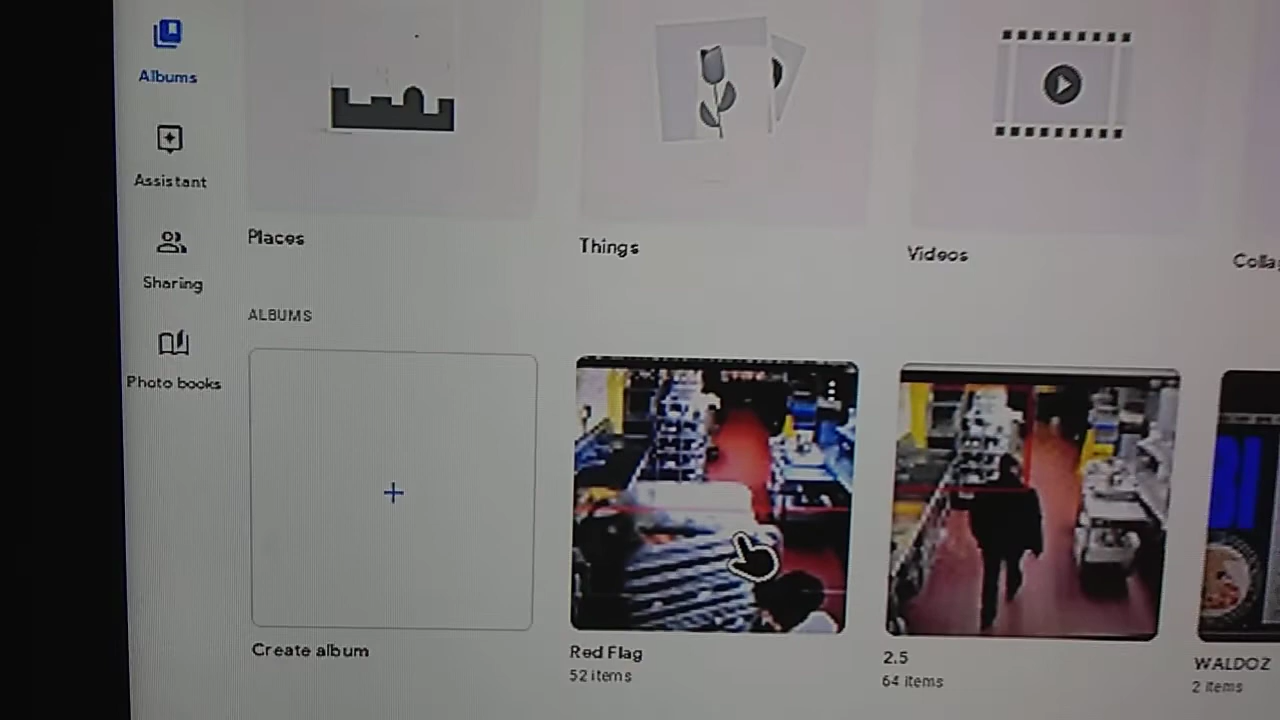 Albums
Assistant
Sharing
Photo books
Places
Things
Videos
ALBUMS
Create album
Red Flag
52 items
2.5
64 items
WALDOZ
2 items